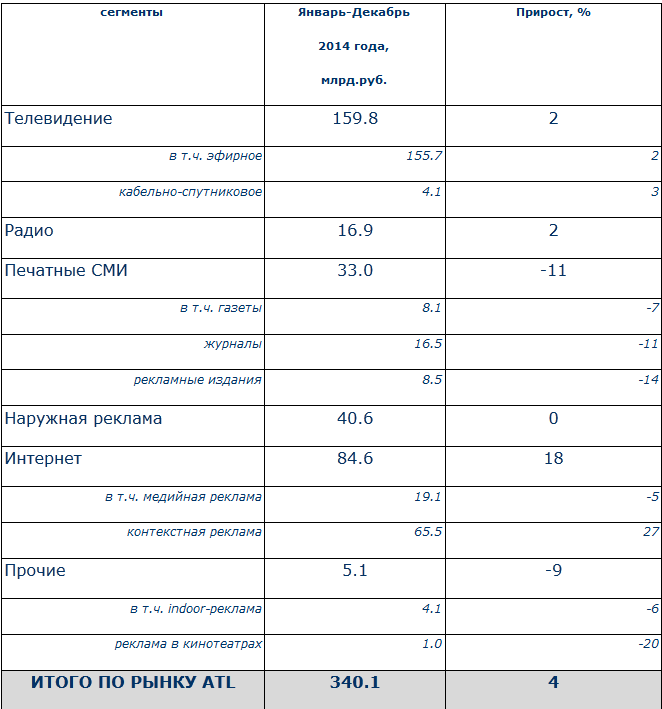 сегменты Январь-Декабрь Прирост, %
2014 года,
млрд.руб.
Телевидение 159.8 2
в т.ч. эфирное 155.7 2
кабельно-спутниковое 4.1 3
Радио 16.9 2
Печатные СМИ 33.0 -11
в т.ч. газеты 8.1 -7
журналы 16.5 -11
рекламные издания 8.5 -14
Наружная реклама 40.6 0
Интернет 84.6 18
в т.ч. медийная реклама 19.1 -5
контекстная реклама 65.5 27
Прочие 5.1 -9
в т.ч. indoor-реклама 4.1 -6
реклама в кинотеатрах 1.0 -20
ИТОГО ПО РЫНКУ ATL 340.1 4